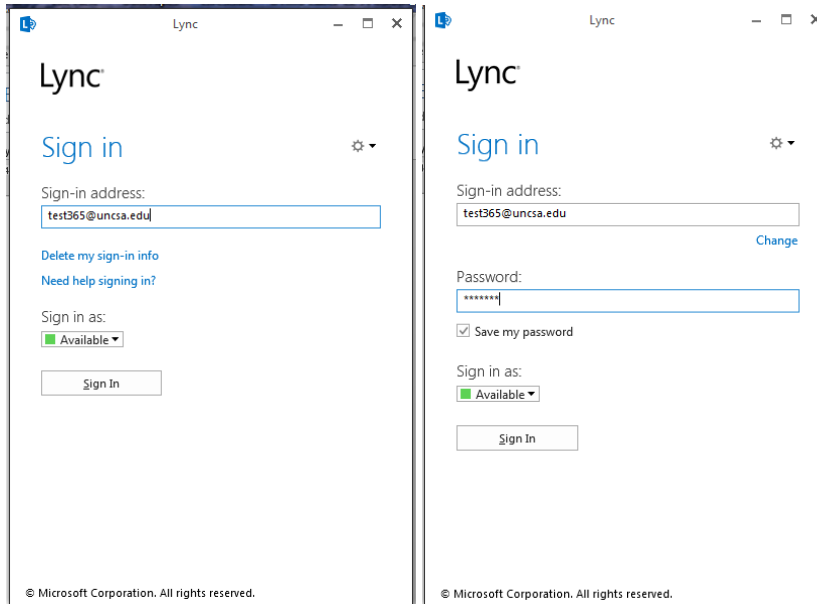 Lync
Lync
Sign in
Sign-in address:
test365@uncsa.edu
Delete my sign-in info
Need help signing in?
Sign in as:
Available
Sign In
© Microsoft Corporation. All rights reserved.
Lync
Lync
Sign in
Sign-in address:
test365@uncsa.edu
Change
Password:
*******
Save my password
Sign in as:
Available
Sign In
© Microsoft Corporation. All rights reserved.